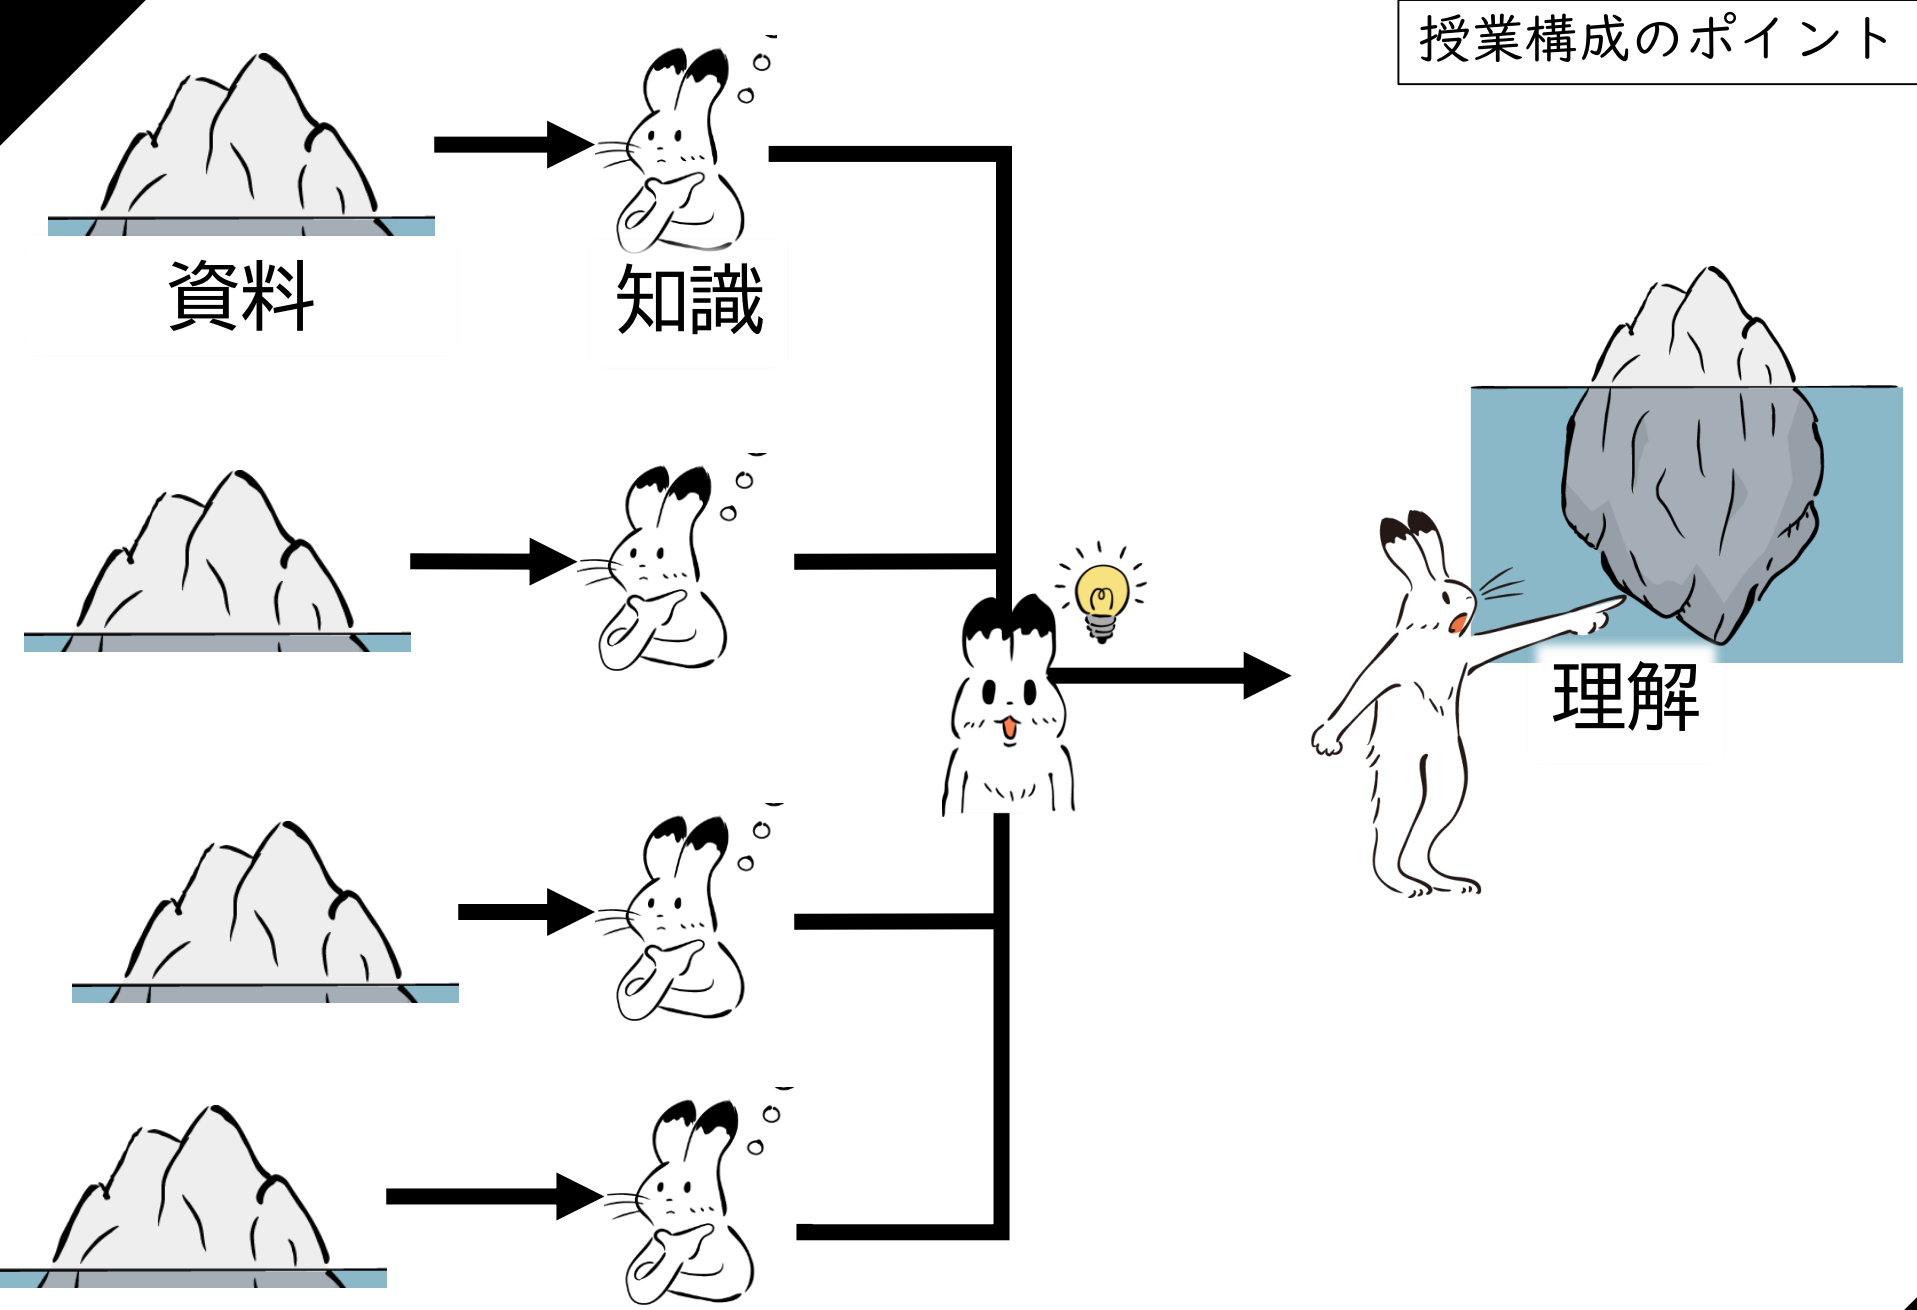 授業構成のポイント
資料
知識
理解